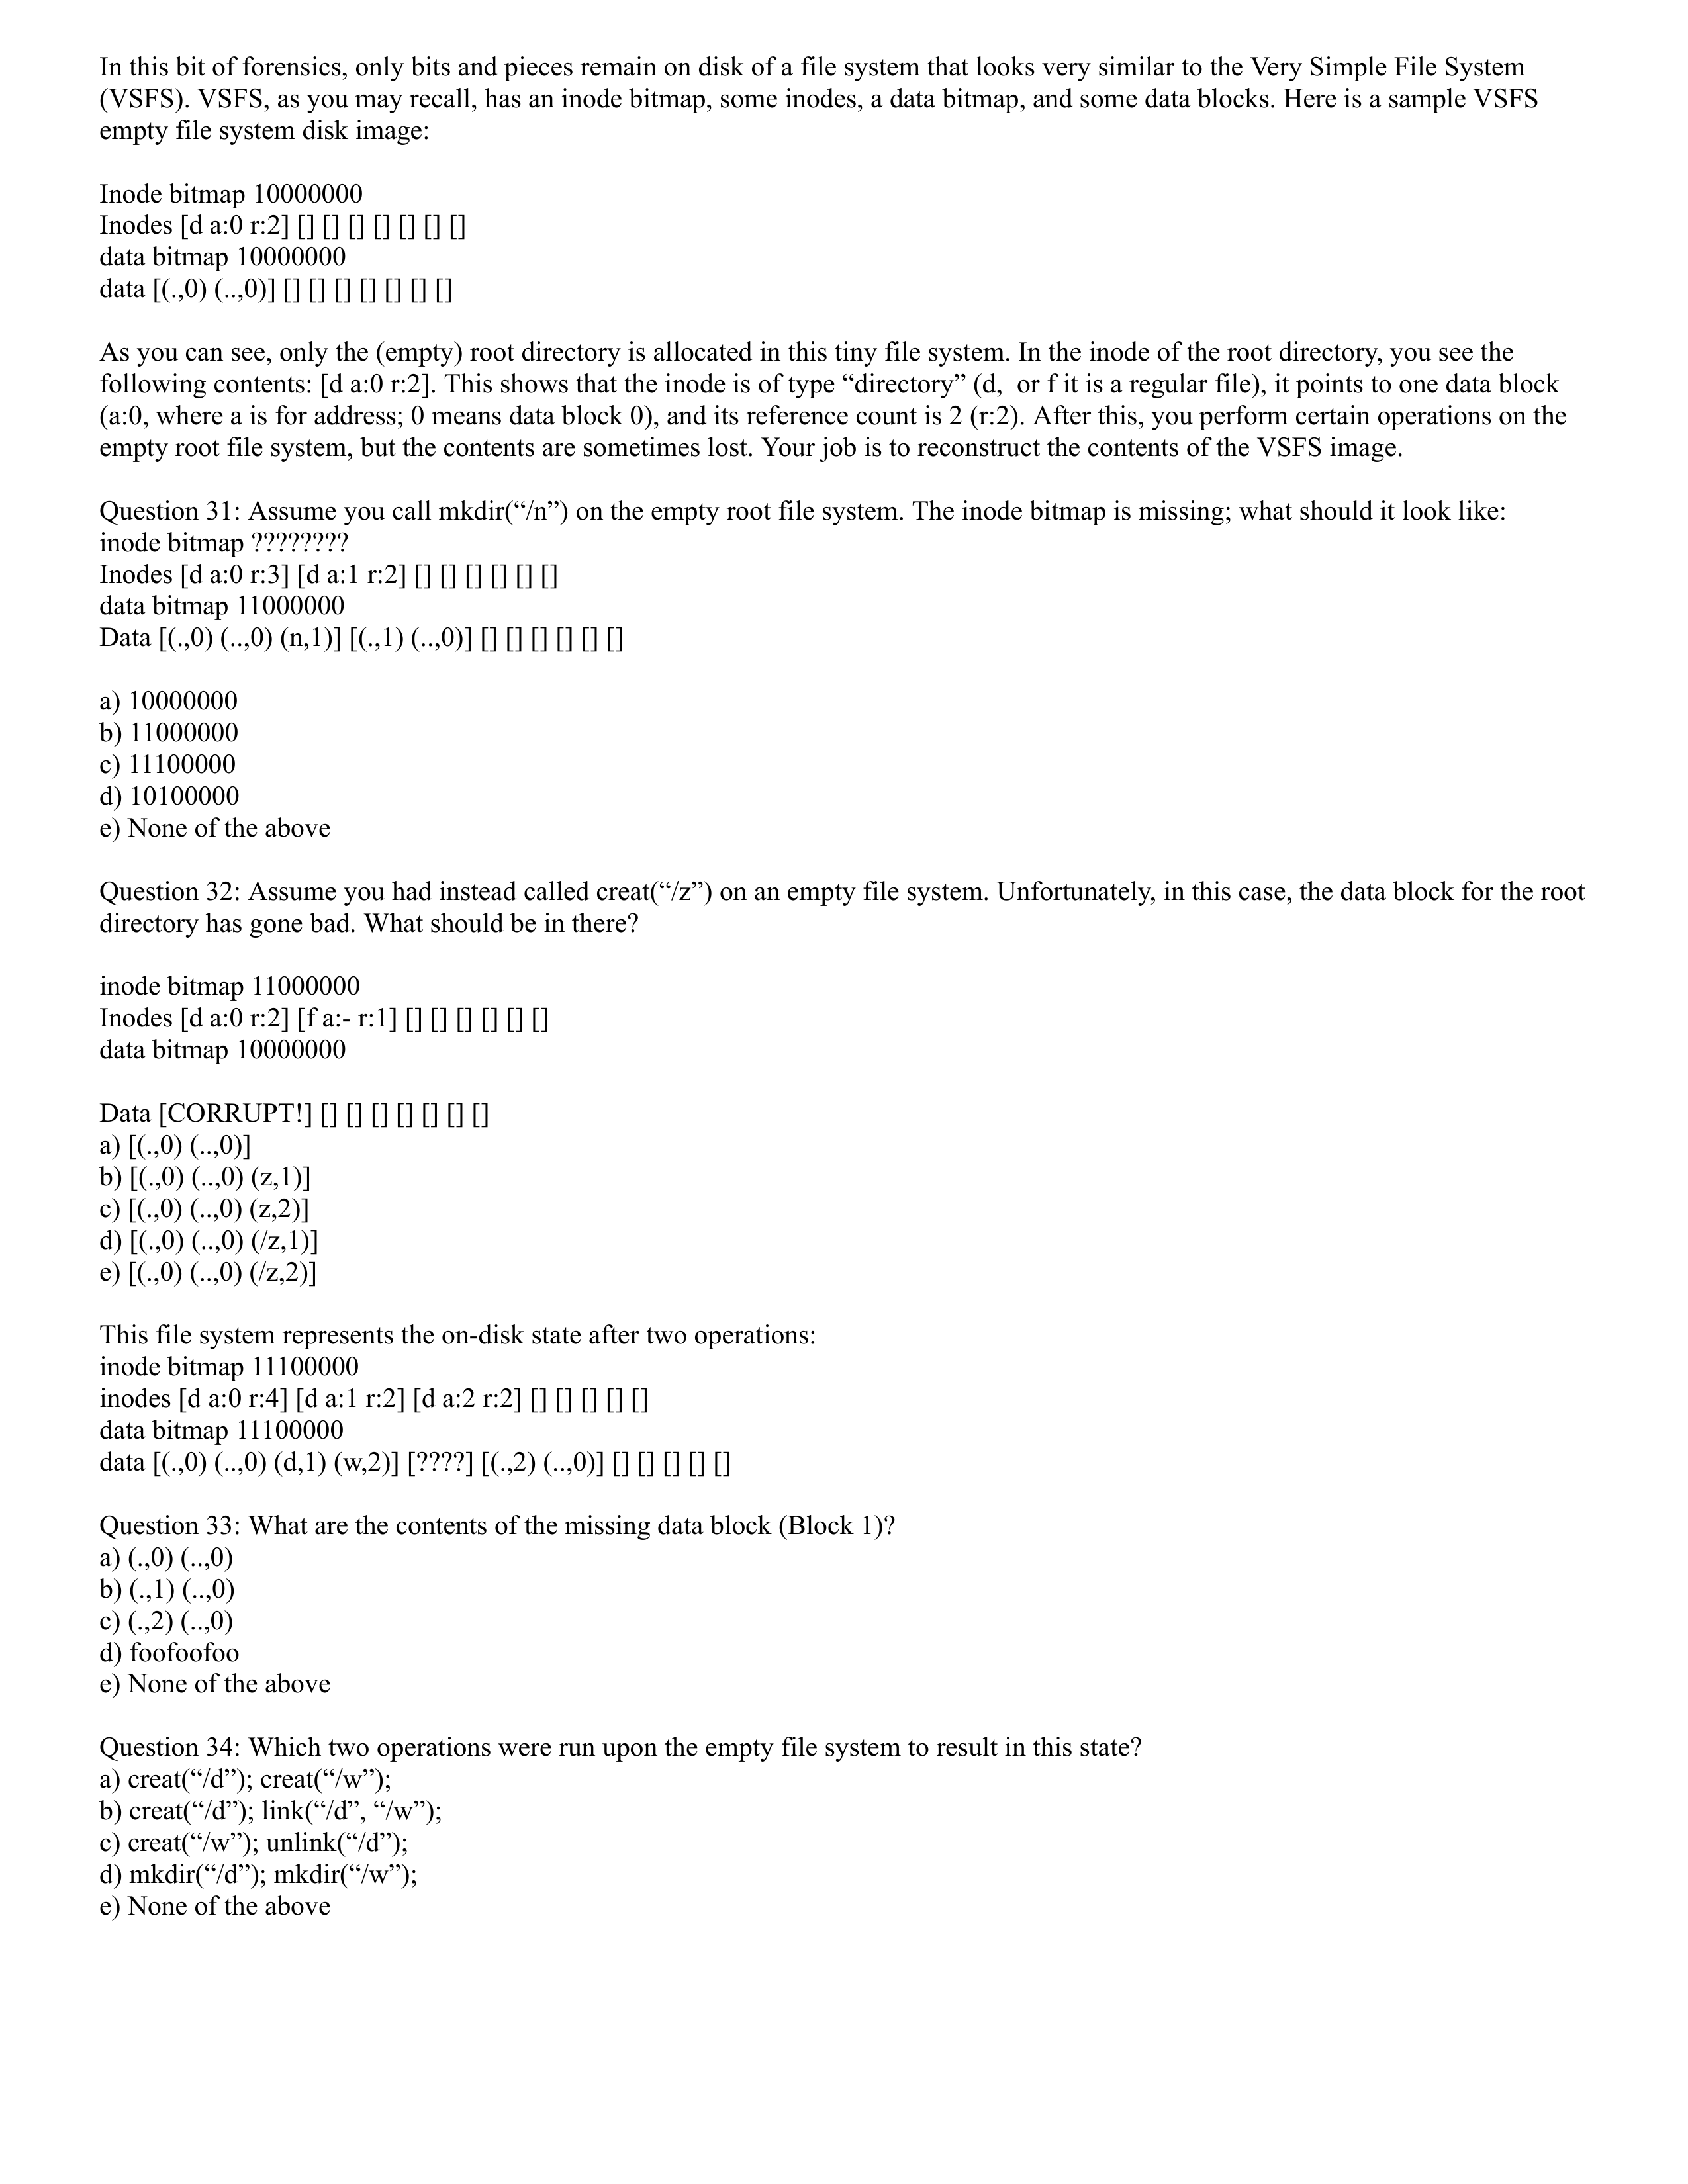 In this bit of forensics, only bits and pieces remain on disk of a file system that looks very similar to the Very Simple File System
(VSFS). VSFS, as you may recall, has an inode bitmap, some inodes, a data bitmap, and some data blocks. Here is a sample VSFS
empty file system disk image:
Inode bitmap 10000000
Inodes [d a:0 r:2] [] [] [] [] [] [] []
data bitmap 10000000
data [(.,0) (..,0)] [] [] [] [] [] [] []
As you can see, only the (empty) root directory is allocated in this tiny file system. In the inode of the root directory, you see the
following contents: [d a:0 r:2]. This shows that the inode is of type “directory” (d,  or f it is a regular file), it points to one data block
(a:0, where a is for address; 0 means data block 0), and its reference count is 2 (r:2). After this, you perform certain operations on the
empty root file system, but the contents are sometimes lost. Your job is to reconstruct the contents of the VSFS image.
Question 31: Assume you call mkdir(“/n”) on the empty root file system. The inode bitmap is missing; what should it look like:
inode bitmap ????????
Inodes [d a:0 r:3] [d a:1 r:2] [] [] [] [] [] []
data bitmap 11000000
Data [(.,0) (..,0) (n,1)] [(.,1) (..,0)] [] [] [] [] [] []
a) 10000000
b) 11000000
c) 11100000
d) 10100000
e) None of the above
Question 32: Assume you had instead called creat(“/z”) on an empty file system. Unfortunately, in this case, the data block for the root
directory has gone bad. What should be in there?
inode bitmap 11000000
Inodes [d a:0 r:2] [f a:- r:1] [] [] [] [] [] []
data bitmap 10000000
Data [CORRUPT!] [] [] [] [] [] [] []
a) [(.,0) (..,0)]
b) [(.,0) (..,0) (z,1)]
c) [(.,0) (..,0) (z,2)]
d) [(.,0) (..,0) (/z,1)]
e) [(.,0) (..,0) (/z,2)]
This file system represents the on-disk state after two operations:
inode bitmap 11100000
inodes [d a:0 r:4] [d a:1 r:2] [d a:2 r:2] [] [] [] [] []
data bitmap 11100000
data [(.,0) (..,0) (d,1) (w,2)] [????] [(.,2) (..,0)] [] [] [] [] []
Question 33: What are the contents of the missing data block (Block 1)?
a) (.,0) (..,0)
b) (.,1) (..,0)
c) (.,2) (..,0)
d) foofoofoo
e) None of the above
Question 34: Which two operations were run upon the empty file system to result in this state?
a) creat(“/d”); creat(“/w”);
b) creat(“/d”); link(“/d”, “/w”);
c) creat(“/w”); unlink(“/d”);
d) mkdir(“/d”); mkdir(“/w”);
e) None of the above